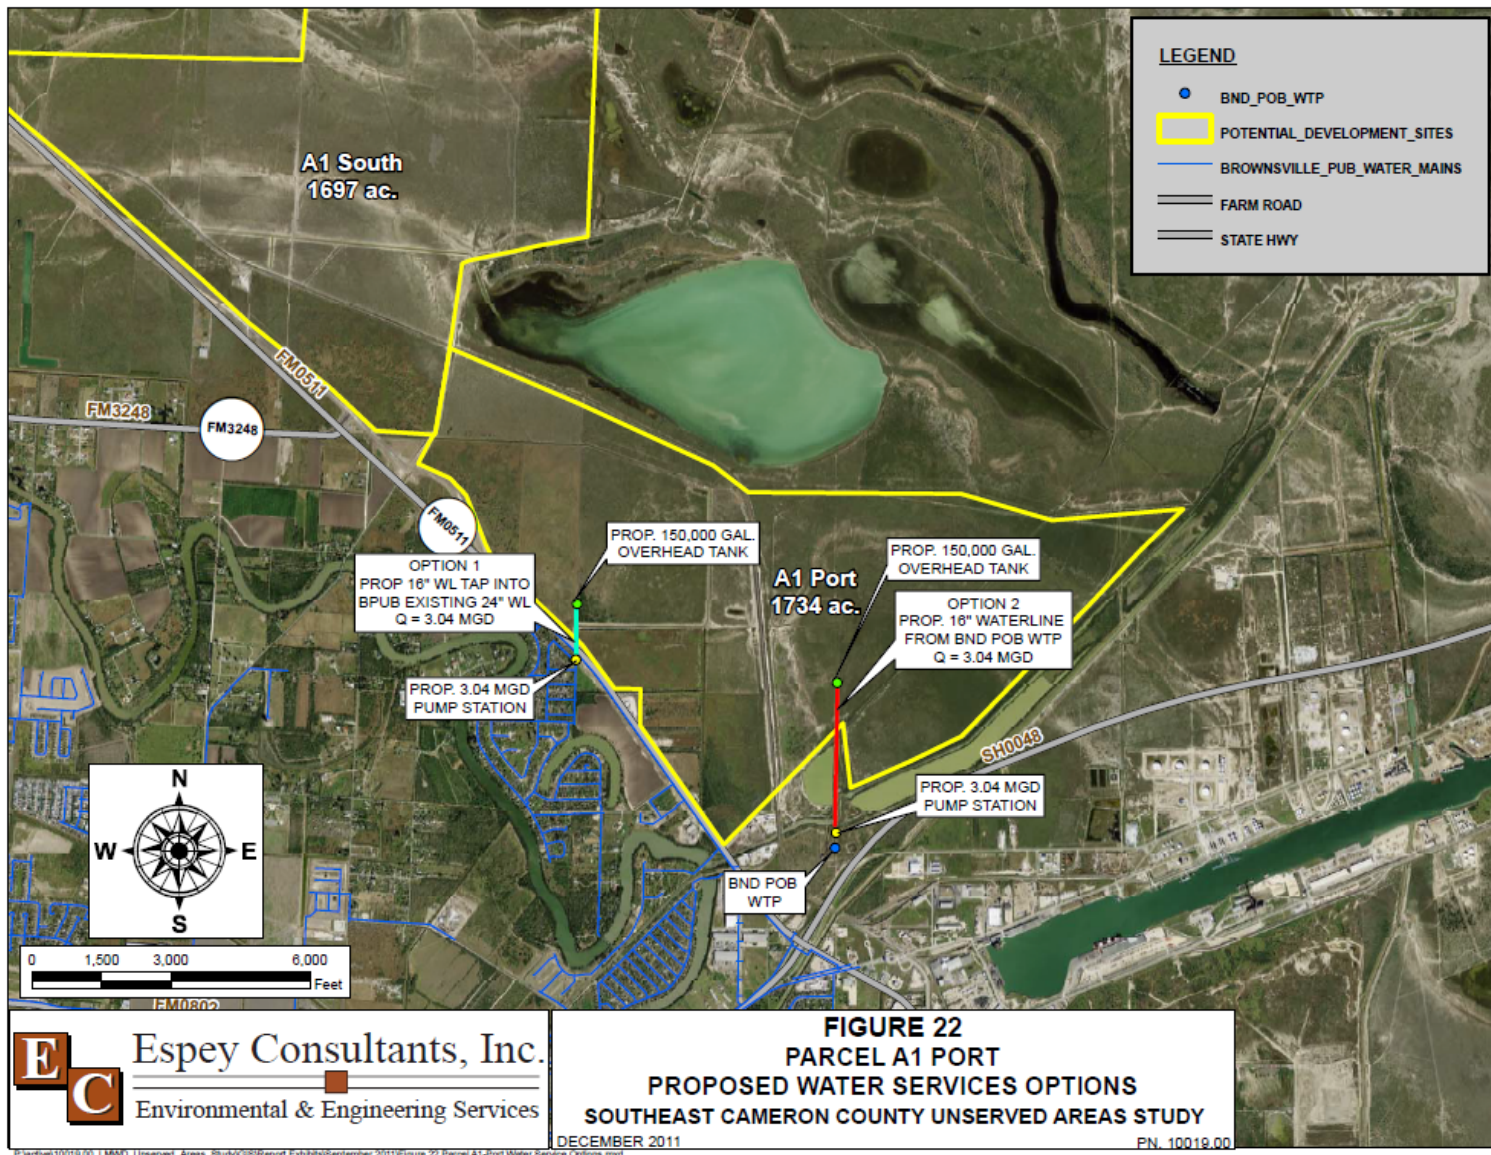 LEGEND
BND_POB_WTP
POTENTIAL_DEVELOPMENT_SITES
BROWNSVILLE_PUB_WATER_MAINS
FARM ROAD
STATE HWY
A1 South
1697 ac.
FM0511
FM3248
FM3248
FM0511
OPTION 1
PROP 16" WL TAP INTO
BPUB EXISTING 24" WL
Q = 3.04 MGD
PROP. 150,000 GAL.
OVERHEAD TANK
A1 Port
1734 ac.
PROP. 150,000 GAL.
OVERHEAD TANK
OPTION 2
PROP. 16" WATERLINE
FROM BND POB WTP
Q = 3.04 MGD
PROP. 3.04 MGD
PUMP STATION
SH0048
PROP. 3.04 MGD
PUMP STATION
BND POB
WTP
N
W E
S
0 1,500 3,000 6,000
Feet
FM0802
EC
Espey Consultants, Inc.
Environmental & Engineering Services
FIGURE 22
PARCEL A1 PORT
PROPOSED WATER SERVICES OPTIONS
SOUTHEAST CAMERON COUNTY UNSERVED AREAS STUDY
DECEMBER 2011
PN. 10019.00